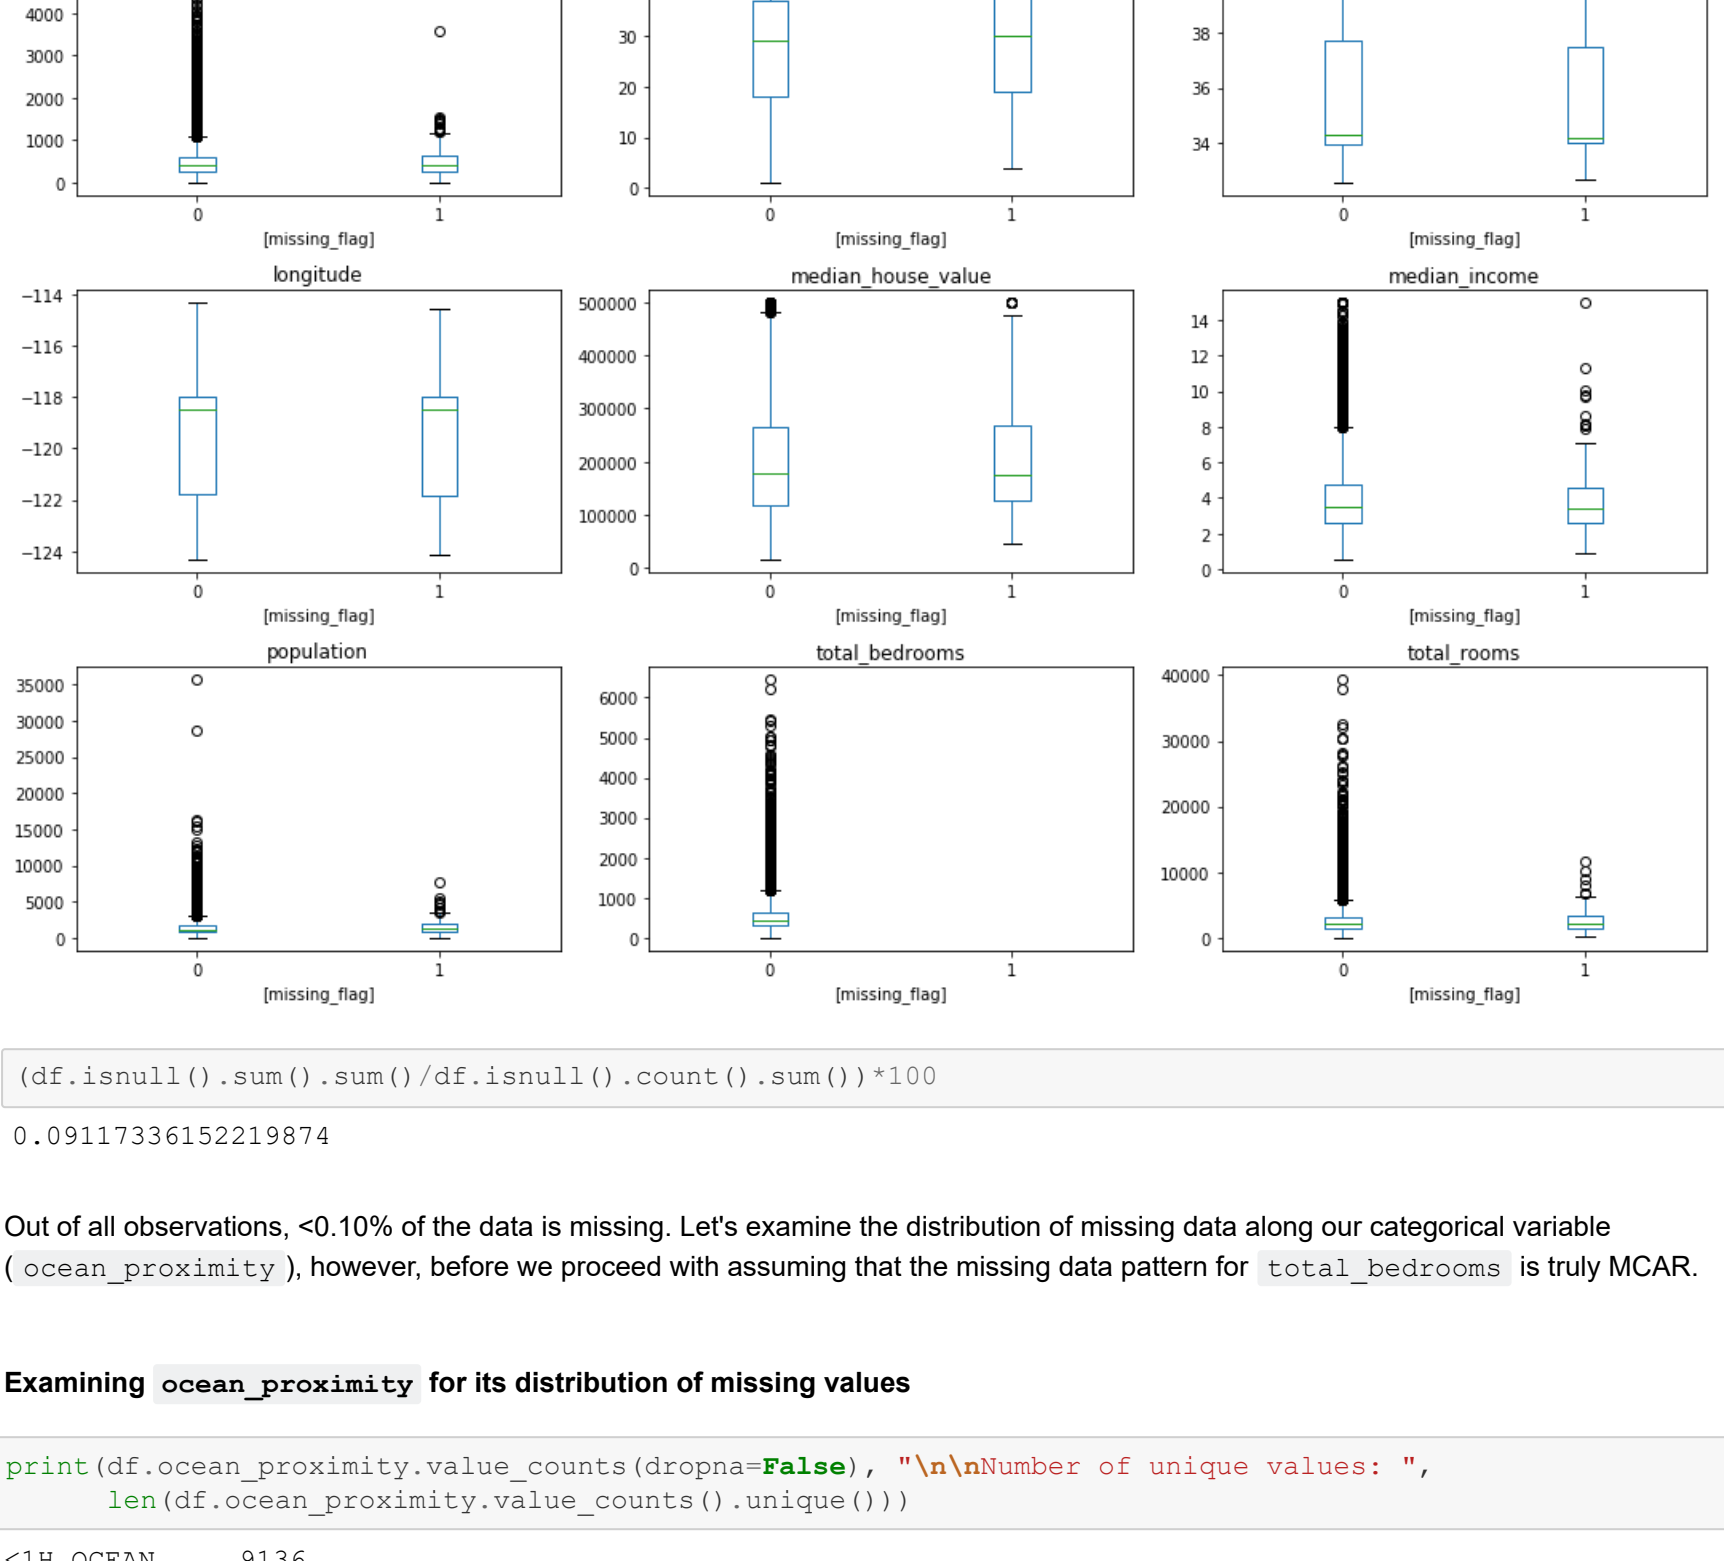 4000
3000
2000
1000
0
0 1
[missing_flag]
30
20
10
0
0 1
[missing_flag]
38
36
34
0 1
[missing_flag]
longitude
−114
−116
−118
−120
−122
−124
0 1
[missing_flag]
median_house_value
500000
400000
300000
200000
100000
0
0 1
[missing_flag]
median_income
14
12
10
8
6
4
2
0
0 1
[missing_flag]
population
35000
30000
25000
20000
15000
10000
5000
0
0 1
[missing_flag]
total_bedrooms
6000
5000
4000
3000
2000
1000
0
0 1
[missing_flag]
total_rooms
40000
30000
20000
10000
0
0 1
[missing_flag]
(df.isnull().sum().sum()/df.isnull().count().sum())*100
0.09117336152219874
Out of all observations, <0.10% of the data is missing. Let's examine the distribution of missing data along our categorical variable
( ocean_proximity ), however, before we proceed with assuming that the missing data pattern for total_bedrooms is truly MCAR.
Examining ocean_proximity for its distribution of missing values
print(df.ocean_proximity.value_counts(dropna=False), "\n\nNumber of unique values: ",
len(df.ocean_proximity.value_counts().unique()))
<1H OCEAN 9136